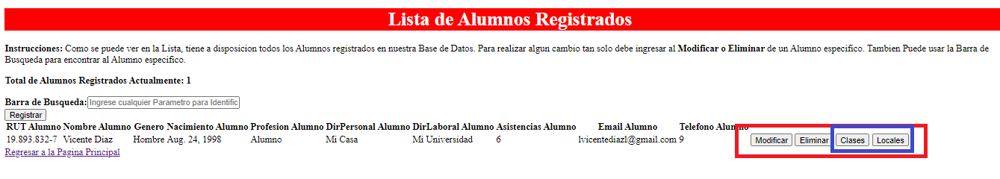 Lista de Alumnos Registrados
Instrucciones: Como se puede ver en la Lista, tiene a disposicion todos los Alumnos registrados en nuestra Base de Datos. Para realizar algun cambio tan solo debe ingresar al Modificar o Eliminar de un Alumno especifico. Tambien Puede usar la Barra de
Busqueda para encontrar al Alumno especifico.
Total de Alumnos Registrados Actualmente: 1
Barra de Busqueda: Ingrese cualquier Parametro para Identific
Registrar
RUT Alumno Nombre Alumno Genero Nacimiento Alumno Profesion Alumno DirPersonal Alumno DirLaboral Alumno Asistencias Alumno Email Alumno Telefono Alumno
19.893.832-7 Vicente Diaz Hombre Aug. 24, 1998 Alumno Mi Casa Mi Universidad 6 lvicentediazl@gmail.com 9 Modificar Eliminar Clases Locales
Regresar a la Pagina Principal